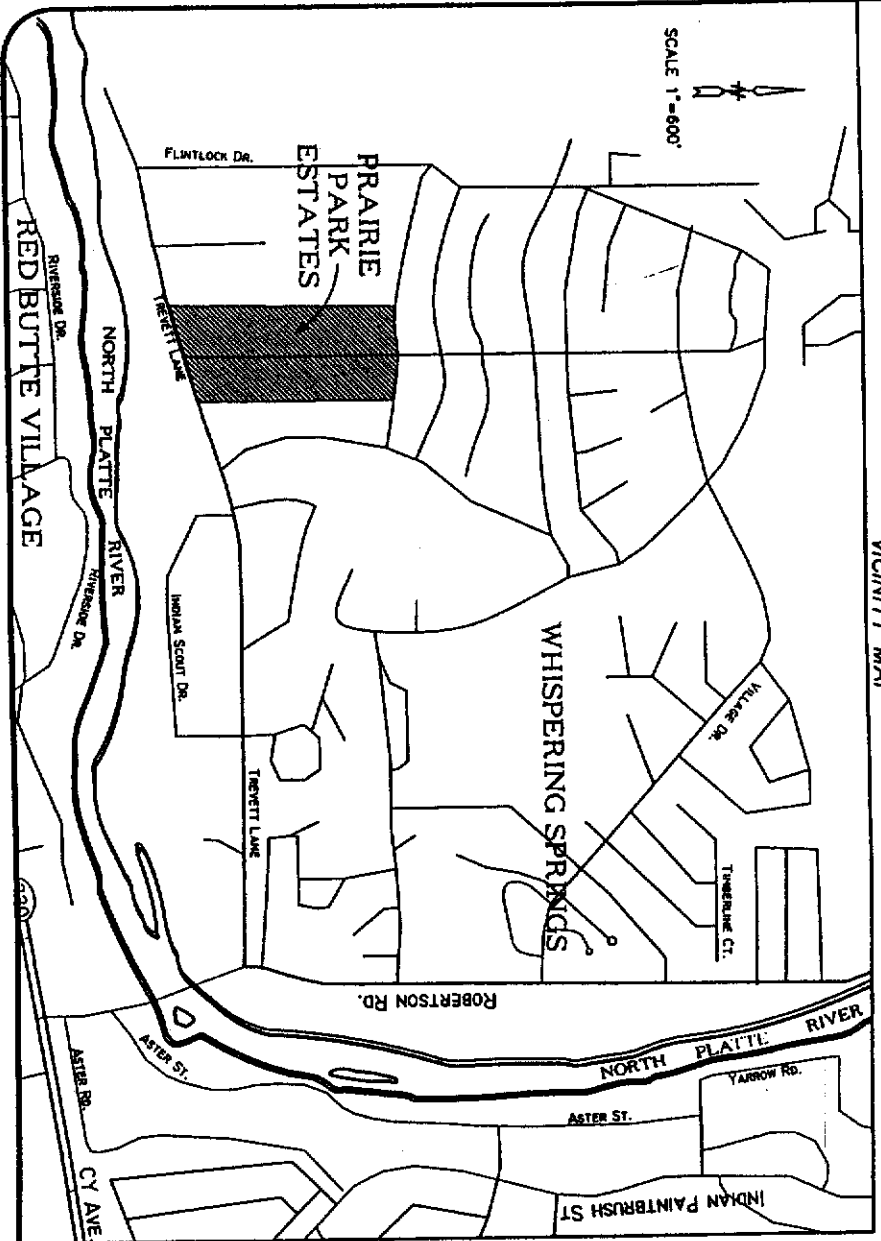 VICINITY MAP
SCALE 1"=600'
FLINTLOCK DR.
PRAIRIE
PARK
ESTATES
TREVETT LANE
RIVERSIDE DR.
RED BUTTE VILLAGE
NORTH PLATTE RIVER
RIVERSIDE DR.
INDIAN SCOUT DR.
TREVETT LANE
WHISPERING SPRINGS
VILLAGE DR.
TIMBERLINE CT.
ROBERTSON RD.
NORTH PLATTE RIVER
YARROW RD.
ASTER ST.
ASTER ST.
ASTER RD.
CY AVE.
INDIAN PAINTBRUSH ST